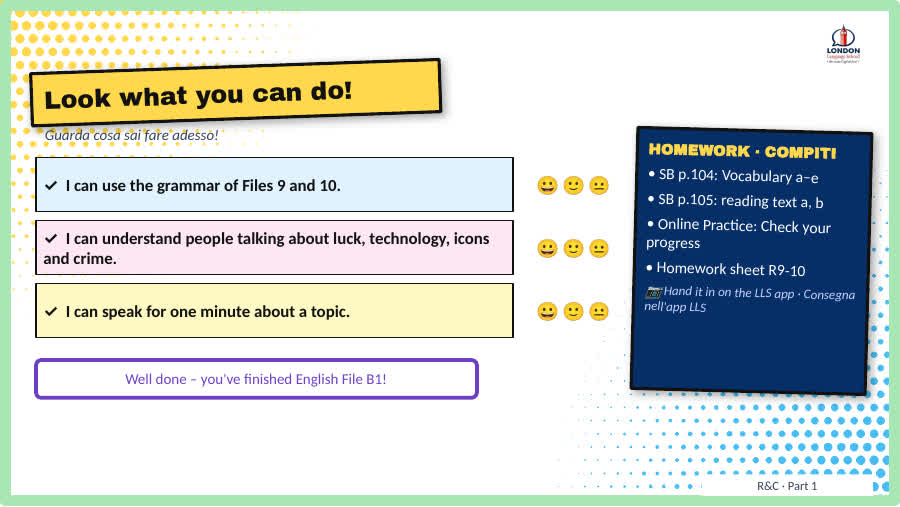 LONDON
Language School
Look what you can do!
Guarda cosa sai fare adesso!
✔ I can use the grammar of Files 9 and 10.
✔ I can understand people talking about luck, technology, icons
and crime.
✔ I can speak for one minute about a topic.
Well done – you've finished English File B1!
HOMEWORK · COMPITI
• SB p.104: Vocabulary a–e
• SB p.105: reading text a, b
• Online Practice: Check your
progress
• Homework sheet R9-10
📷 Hand it in on the LLS app · Consegna
nell'app LLS
R&C · Part 1